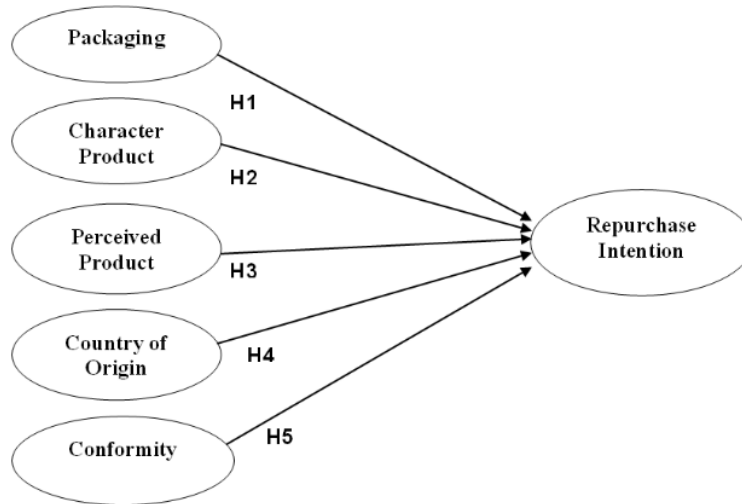 Packaging
H1
Character
Product
H2
Perceived
Product
H3
Country of
Origin
H4
Conformity
H5
Repurchase
Intention